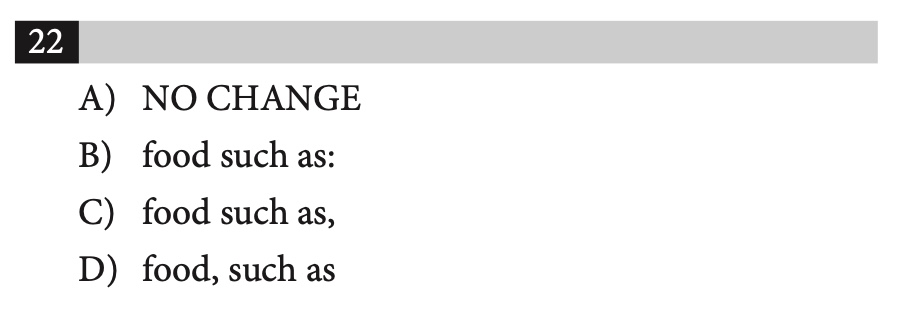 22
A) NO CHANGE
B) food such as:
C) food such as,
D) food, such as